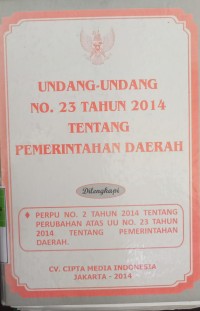 UNDANG-UNDANG
NO. 23 TAHUN 2014
TENTANG
PEMERINTAHAN DAERAH
Dilengkapi
PERPU NO. 2 TAHUN 2014 TENTANG
PERUBAHAN ATAS UU NO. 23 TAHUN
2014 TENTANG PEMERINTAHAN
DAERAH.
CV. CIPTA MEDIA INDONESIA
JAKARTA - 2014